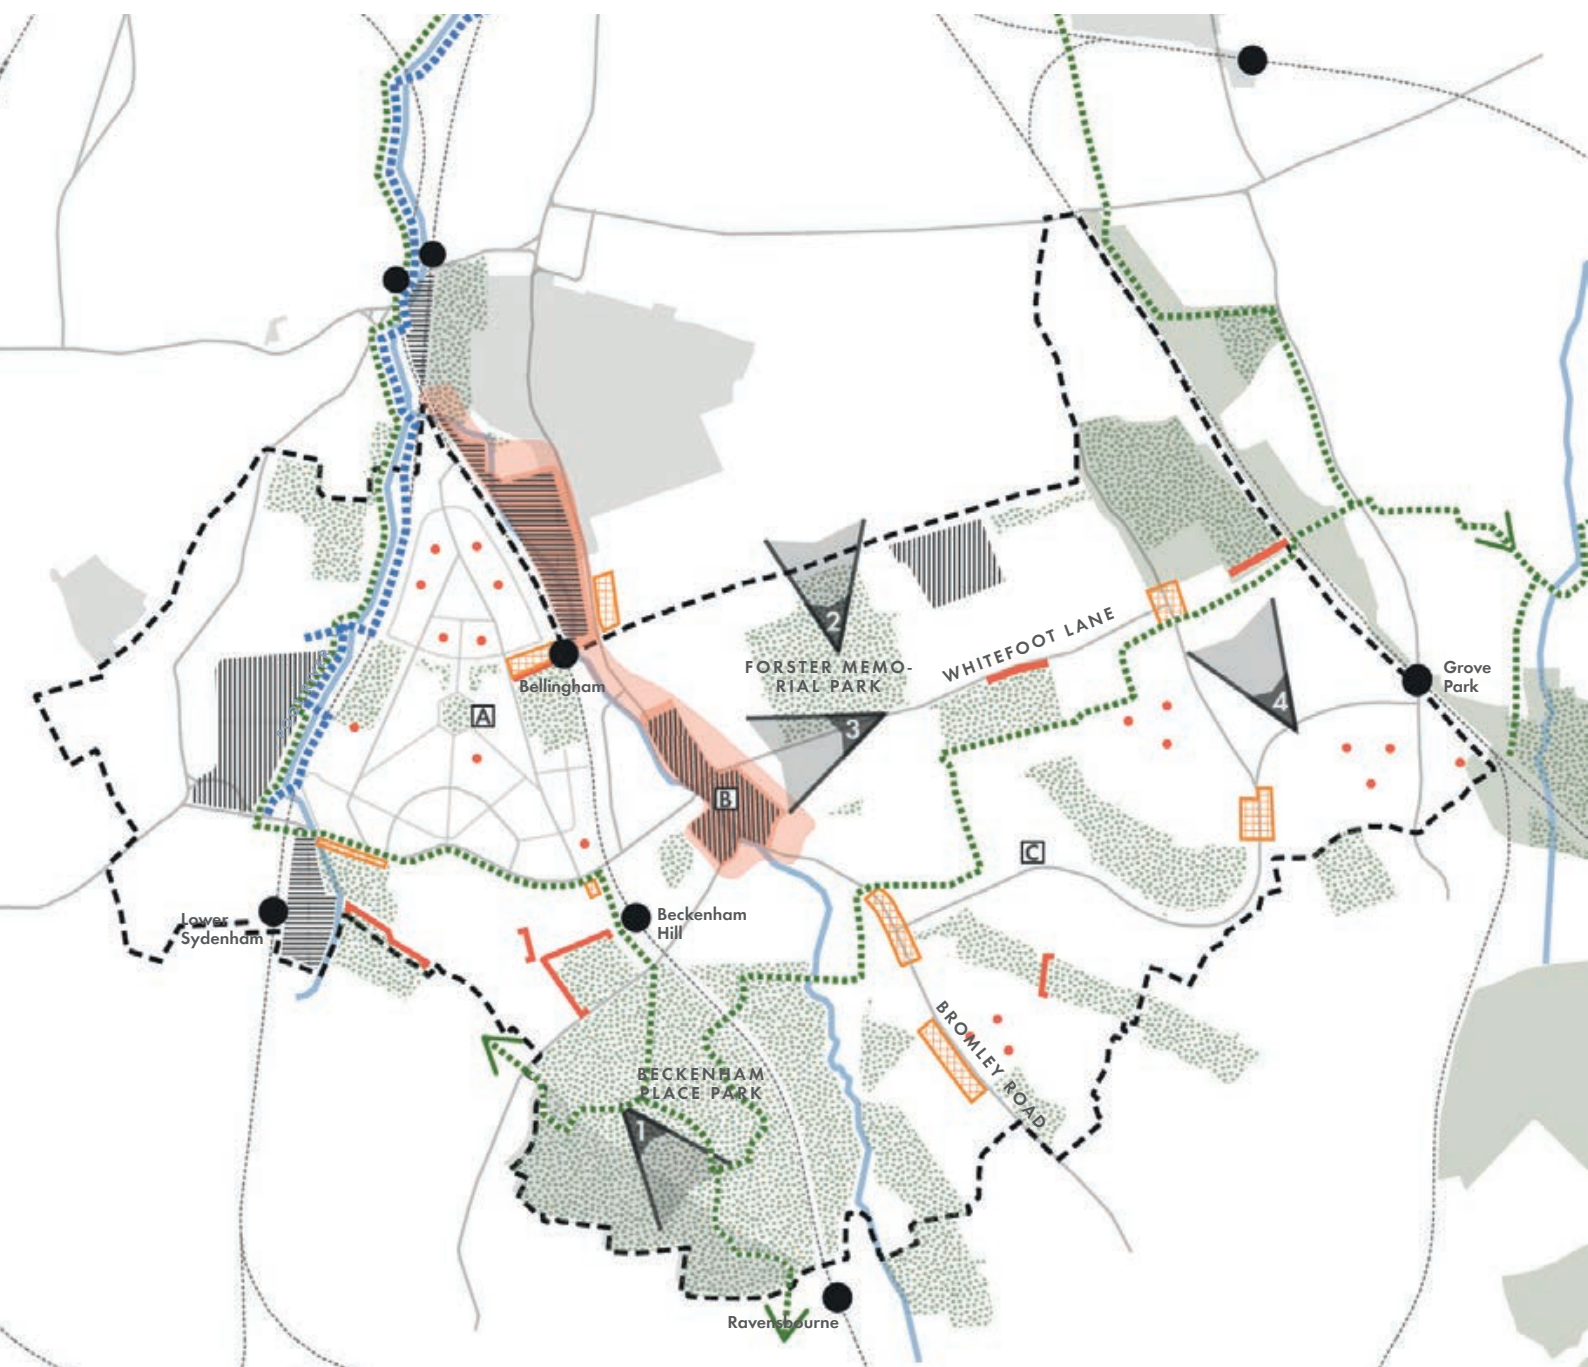 2
FORSTER MEMO-
RIAL PARK
WHITEFOOT LANE
Grove
Park
Bellingham
4
A
3
B
C
Lower
Sydenham
Beckenham
Hill
BROMLEY ROAD
BECKENHAM
PLACE PARK
1
Ravensbourne